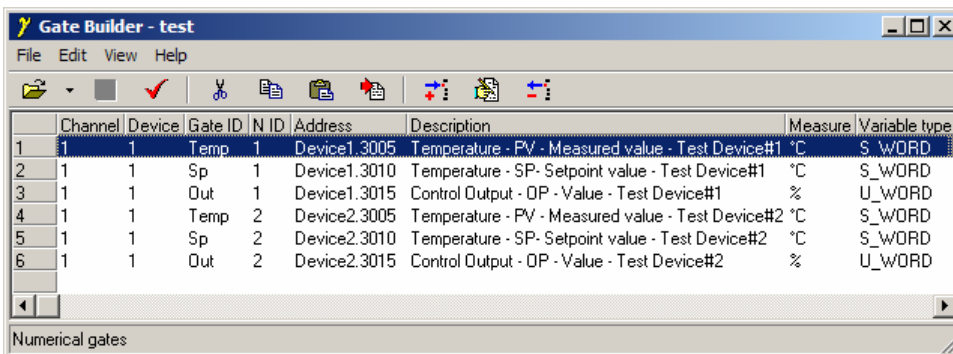 Gate Builder - test
File Edit View Help
Channel Device Gate ID N ID Address Description Measure Variable type
1 1 1 Temp 1 Device1.3005 Temperature - PV - Measured value - Test Device#1 °C S_WORD
2 1 1 Sp 1 Device1.3010 Temperature - SP- Setpoint value - Test Device#1 °C S_WORD
3 1 1 Out 1 Device1.3015 Control Output - OP - Value - Test Device#1 % U_WORD
4 1 1 Temp 2 Device2.3005 Temperature - PV - Measured value - Test Device#2 °C S_WORD
5 1 1 Sp 2 Device2.3010 Temperature - SP- Setpoint value - Test Device#2 °C S_WORD
6 1 1 Out 2 Device2.3015 Control Output - OP - Value - Test Device#2 % U_WORD
Numerical gates